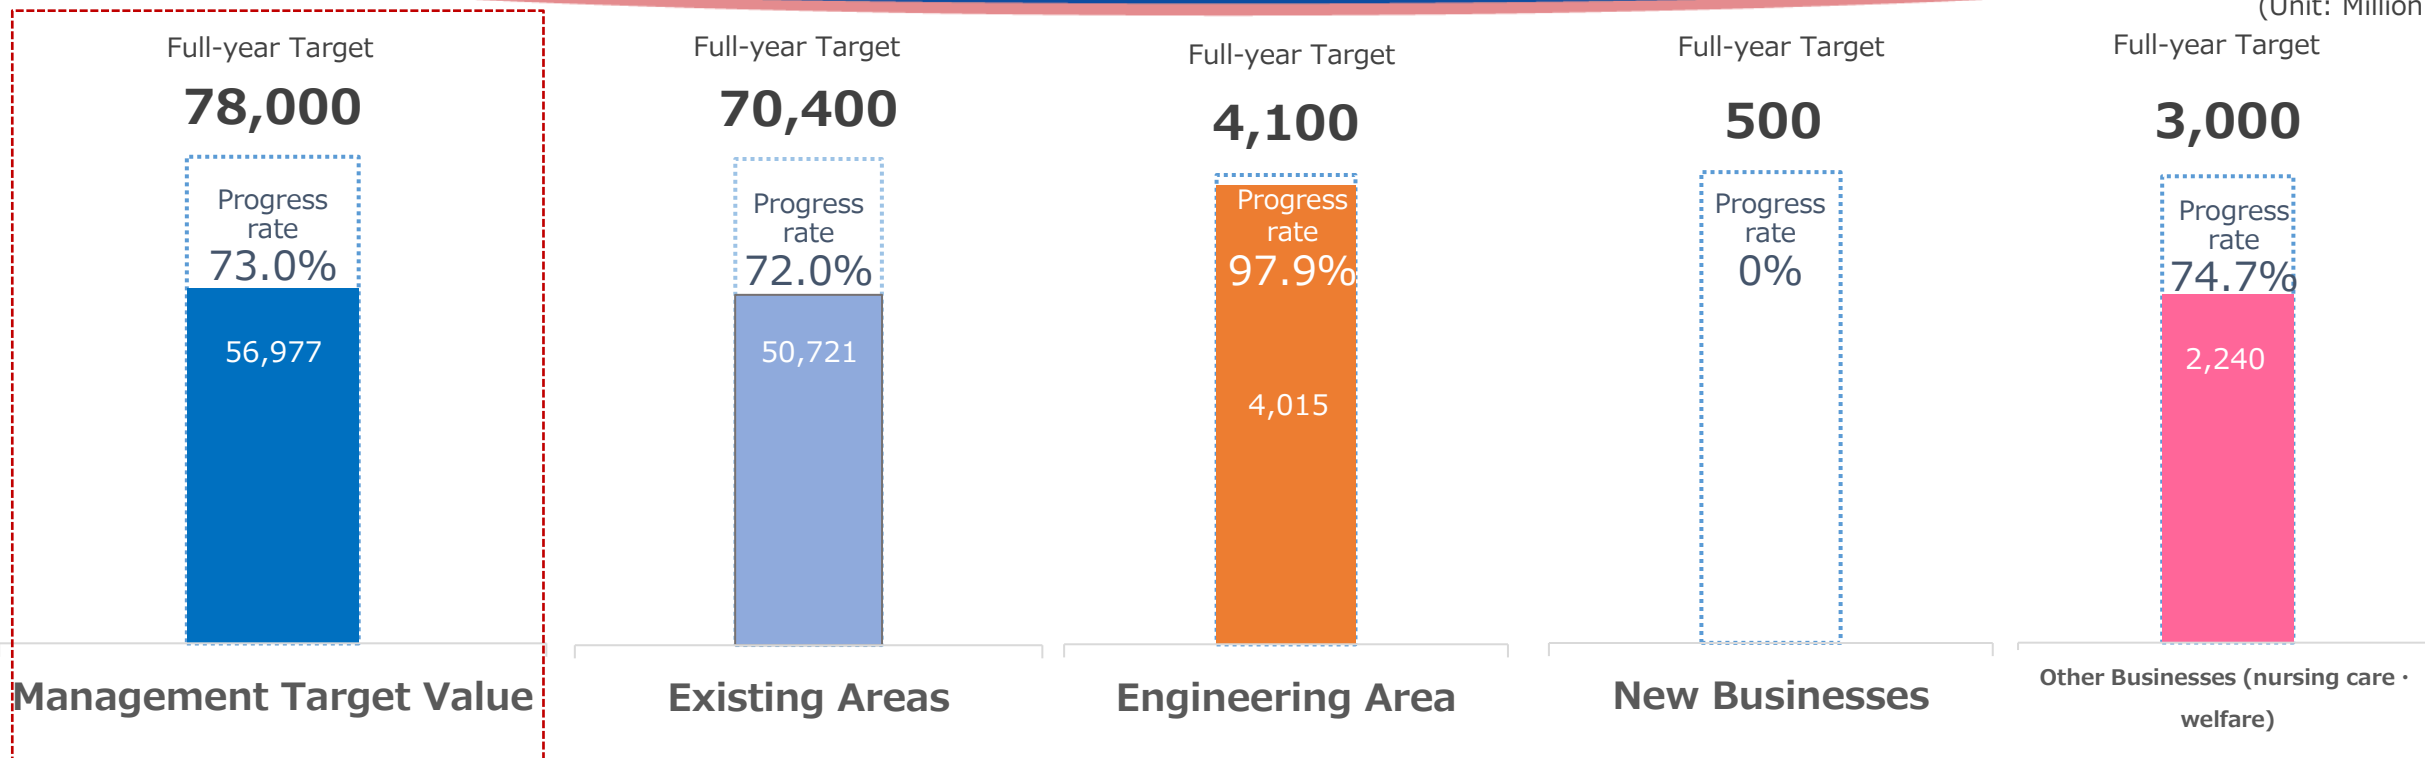 (Unit: Million
Full-year Target
78,000
Progress
rate
73.0%
56,977
Management Target Value
Full-year Target
70,400
Progress
rate
72.0%
50,721
Existing Areas
Full-year Target
4,100
Progress
rate
97.9%
4,015
Engineering Area
Full-year Target
500
Progress
rate
0%
New Businesses
Full-year Target
3,000
Progress
rate
74.7%
2,240
Other Businesses (nursing care・
welfare)